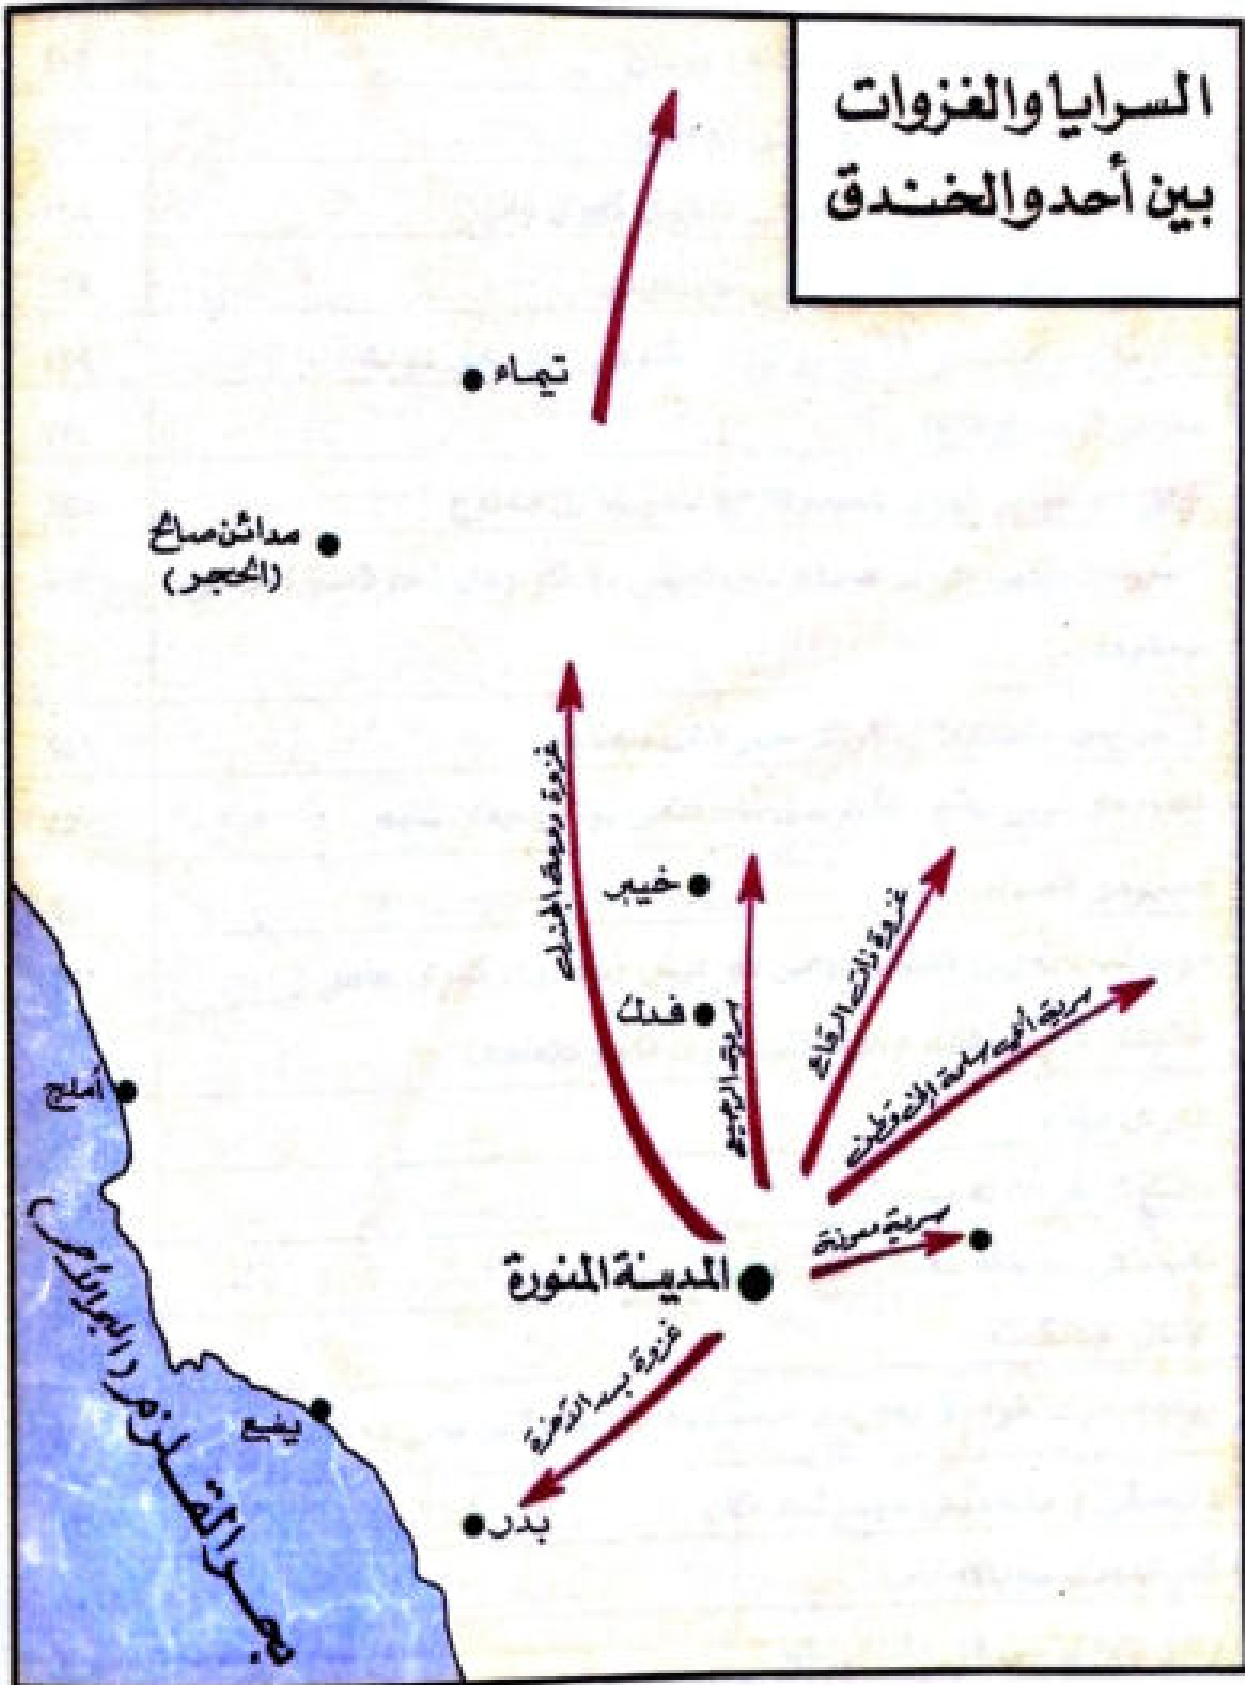 السرايا والغزوات
بين أحد والخندق
تيماء
مدائن صالح
(الحجر)
غزوة دومة الجندل
خيبر
فدك
سرية الرجيع
غزوة ذات الرقاع
سرية أبي سلمة إلى قطن
أملج
سرية معونة
المدينة المنورة
غزوة بدر الآخرة
ينبع
بدر
بحر القلزم (البحر الأحمر)